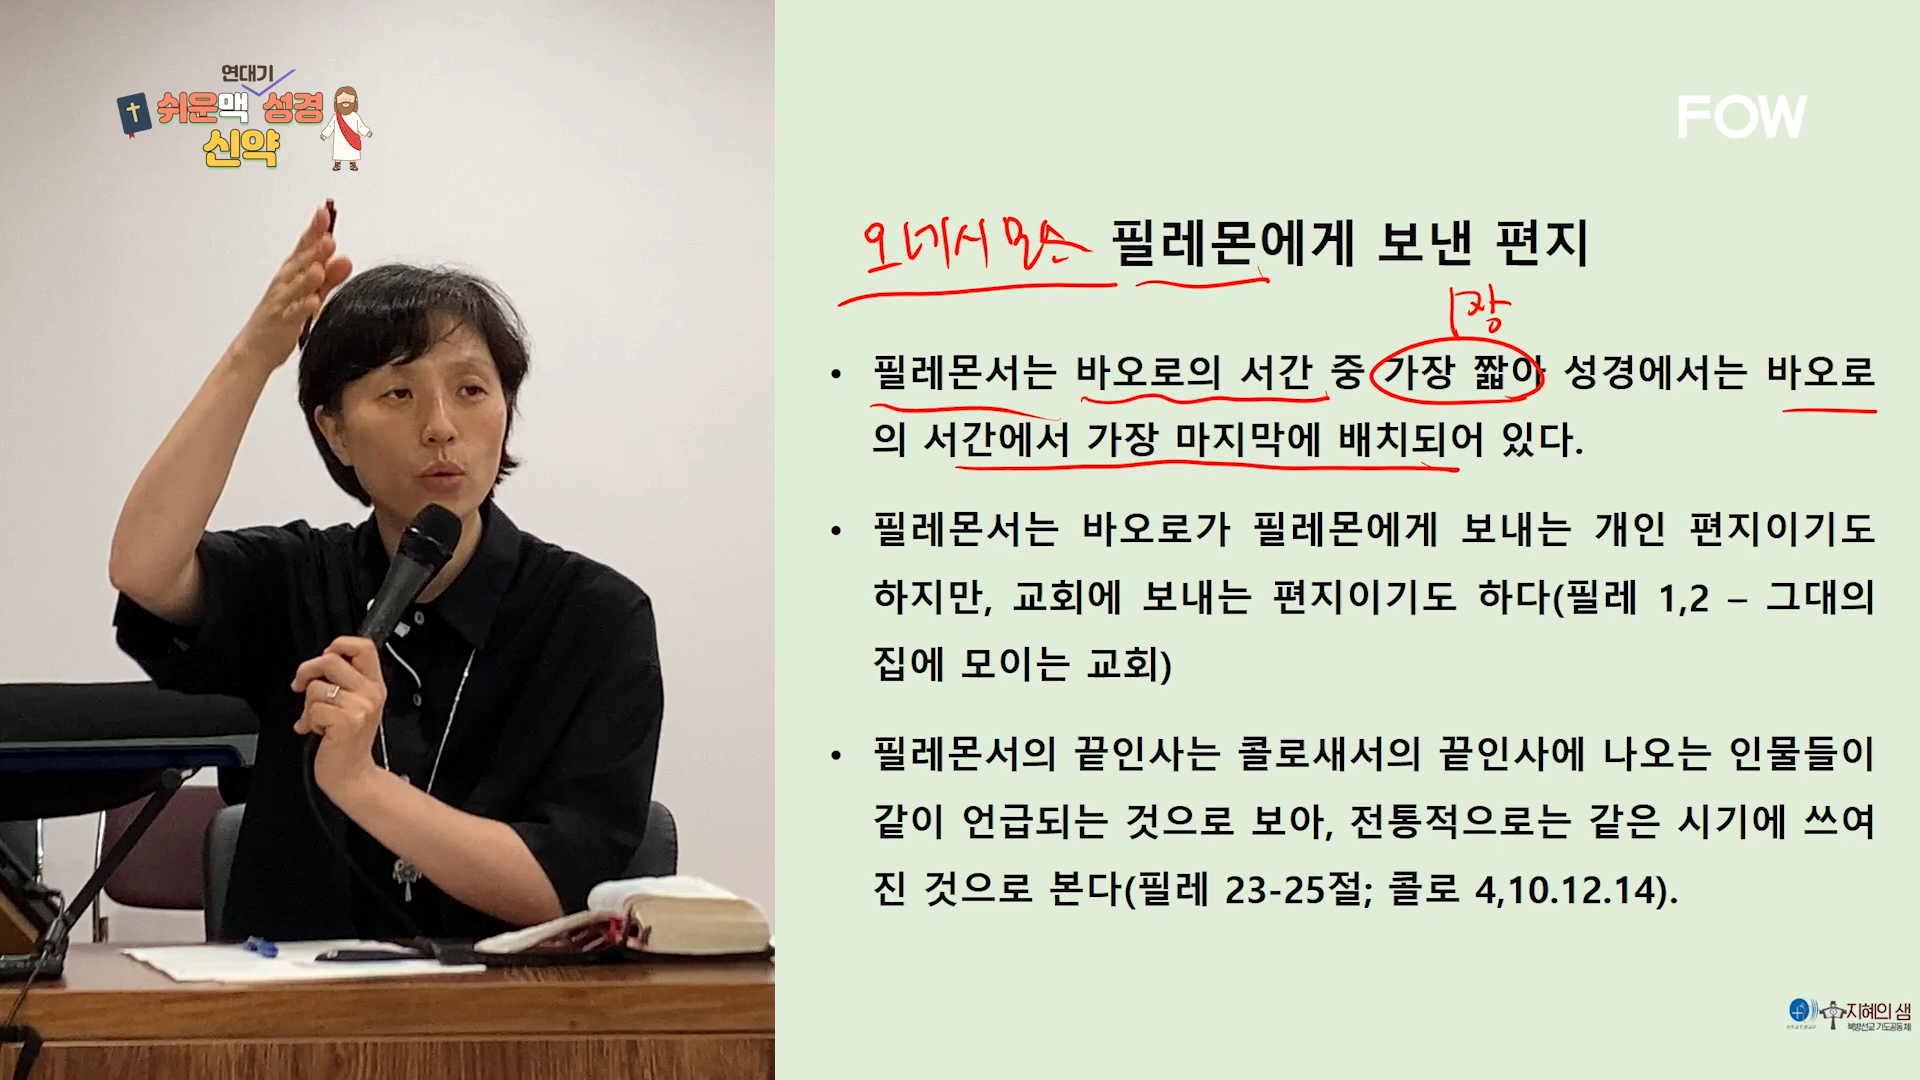 연대기
쉬운맥 성경
신약
FOW
오네시모스 필레몬에게 보낸 편지
1장
• 필레몬서는 바오로의 서간 중 가장 짧아 성경에서는 바오로
의 서간에서 가장 마지막에 배치되어 있다.
• 필레몬서는 바오로가 필레몬에게 보내는 개인 편지이기도
하지만, 교회에 보내는 편지이기도 하다(필레 1,2 – 그대의
집에 모이는 교회)
• 필레몬서의 끝인사는 콜로새서의 끝인사에 나오는 인물들이
같이 언급되는 것으로 보아, 전통적으로는 같은 시기에 쓰여
진 것으로 본다(필레 23-25절; 콜로 4,10.12.14).
지혜의 샘
북방선교 기도공동체